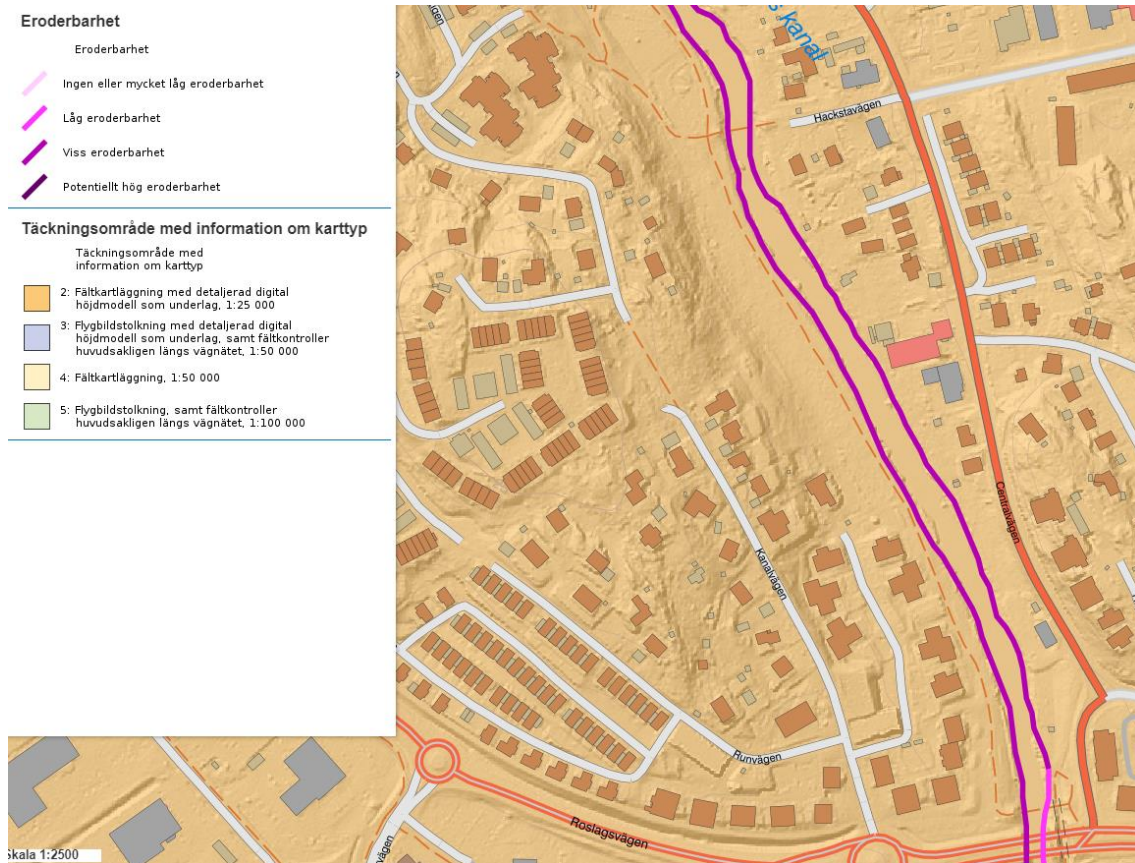 Eroderbarhet
Eroderbarhet
Ingen eller mycket låg eroderbarhet
Låg eroderbarhet
Viss eroderbarhet
Potentiellt hög eroderbarhet
Täckningsområde med information om karttyp
Täckningsområde med
information om karttyp
2: Fältkartläggning med detaljerad digital
höjdmodell som underlag, 1:25 000
3: Flygbildstolkning med detaljerad digital
höjdmodell som underlag, samt fältkontroller
huvudsakligen längs vägnätet, 1:50 000
4: Fältkartläggning, 1:50 000
5: Flygbildstolkning, samt fältkontroller
huvudsakligen längs vägnätet, 1:100 000
kanal
Hackstavägen
Centralvägen
Kanalvägen
Runvägen
Roslagsvägen
vägen
Skala 1:2500